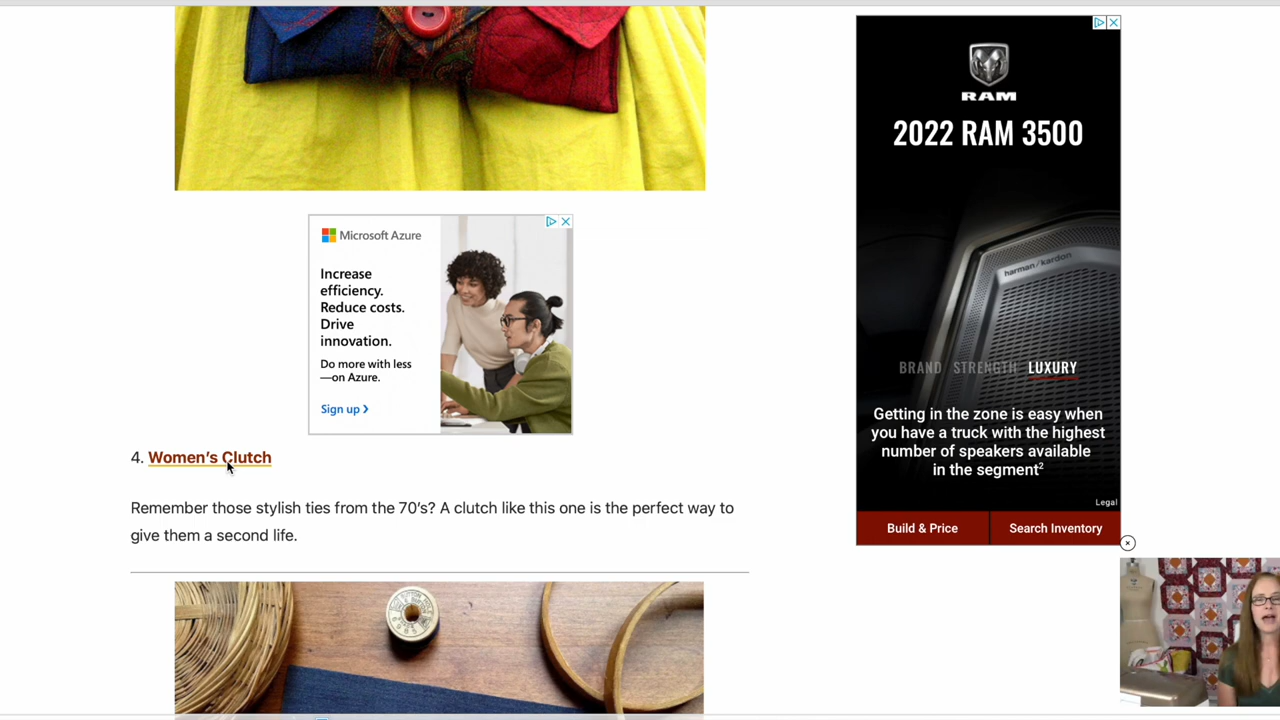 Microsoft Azure
Increase
efficiency.
Reduce costs.
Drive
innovation.
Do more with less
—on Azure.
Sign up ›
4. Women's Clutch
Remember those stylish ties from the 70's? A clutch like this one is the perfect way to
give them a second life.
RAM
2022 RAM 3500
harman/kardon
BRAND STRENGTH LUXURY
Getting in the zone is easy when
you have a truck with the highest
number of speakers available
in the segment²
Legal
Build & Price
Search Inventory